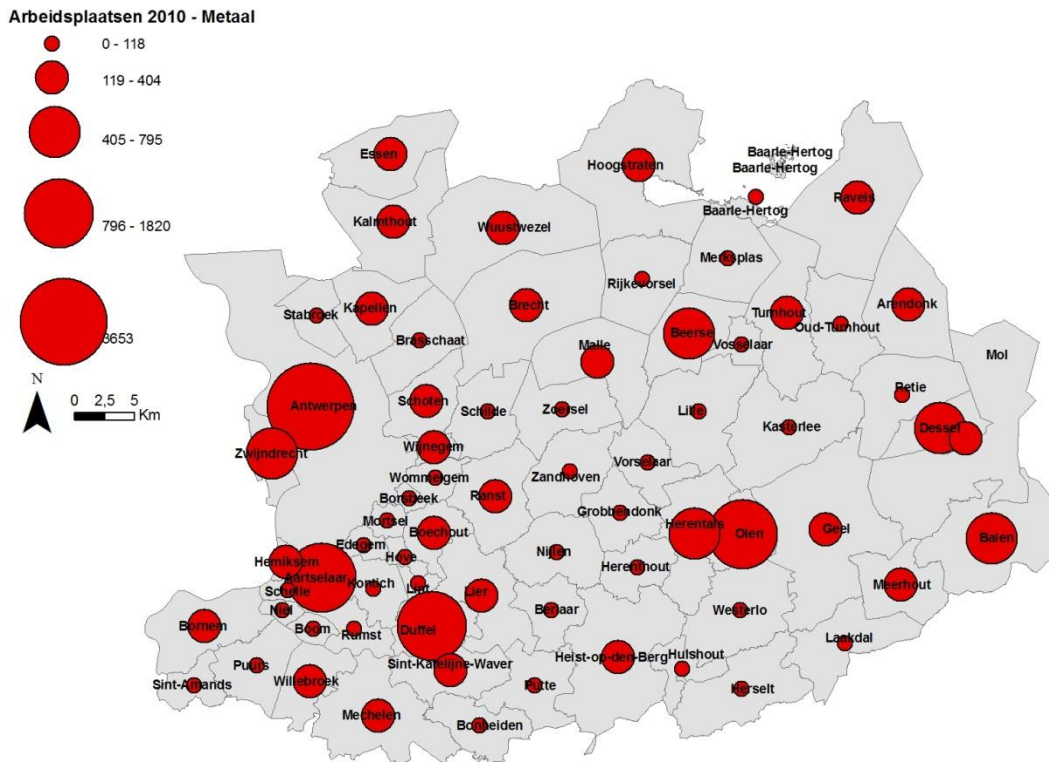 Arbeidsplaatsen 2010 - Metaal
0 - 118
119 - 404
405 - 795
796 - 1820
3653
N
0 2,5 5
Km
Essen
Hoogstraten
Baarle-Hertog
Baarle-Hertog
Baarle-Hertog
Ravels
Kalmthout
Wuustwezel
Merksplas
Rijkevorsel
Stabroek
Kapellen
Brecht
Turnhout
Arendonk
Oud-Turnhout
Brasschaat
Beerse
Vosselaar
Malle
Mol
Retie
Antwerpen
Schoten
Schilde
Zoersel
Lille
Kasterlee
Dessel
Zwijndrecht
Wijnegem
Wommelgem
Vorselaar
Zandhoven
Borsbeek
Ranst
Grobbendonk
Mortsel
Boechout
Herentals
Olen
Geel
Balen
Edegem
Hove
Nijlen
Herenthout
Hemiksem
Aartselaar
Kontich
Lint
Lier
Meerhout
Schelle
Niel
Berlaar
Westerlo
Bornem
Boom
Rumst
Duffel
Laakdal
Puurs
Sint-Katelijne-Waver
Heist-op-den-Berg
Hulshout
Sint-Amands
Willebroek
Putte
Herselt
Mechelen
Bonheiden